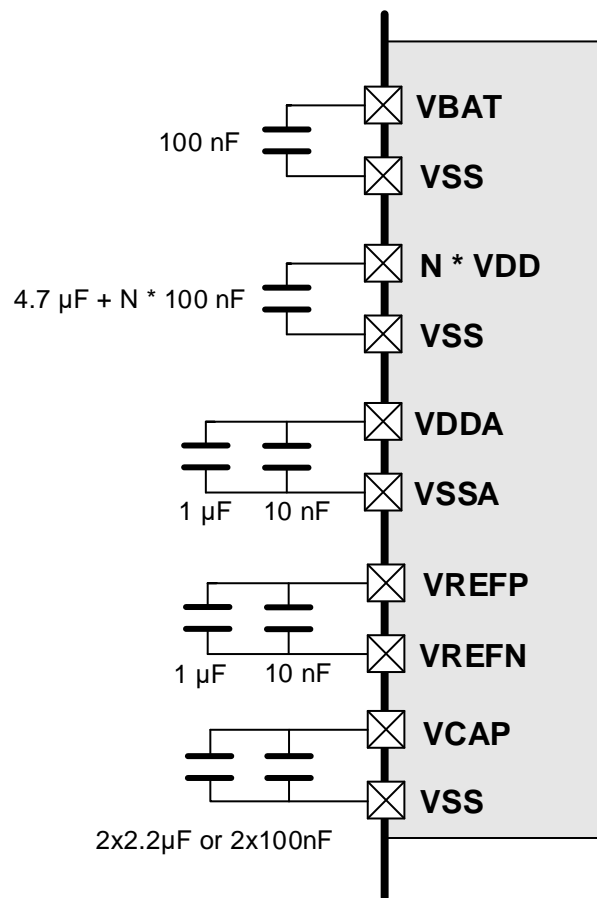 VBAT
100 nF
VSS
N * VDD
4.7 µF + N * 100 nF
VSS
VDDA
VSSA
1 µF 10 nF
VREFP
VREFN
1 µF 10 nF
VCAP
VSS
2x2.2µF or 2x100nF